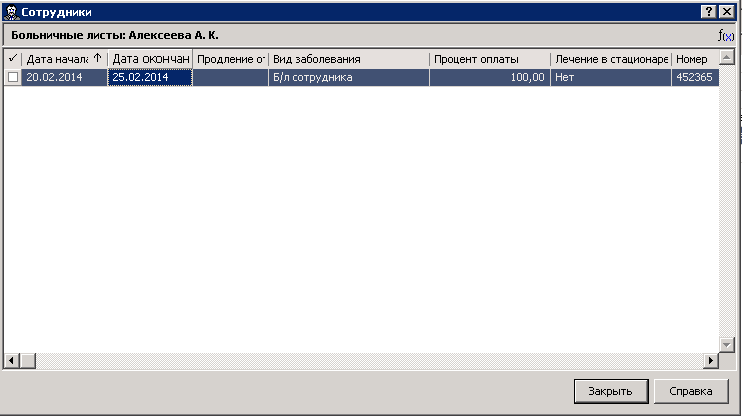 Сотрудники
Больничные листы: Алексеева А. К.
f(x)
Дата начала Дата окончан Продление от Вид заболевания Процент оплаты Лечение в стационаре Номер
20.02.2014 25.02.2014 Б/л сотрудника 100,00 Нет 452365
Закрыть Справка